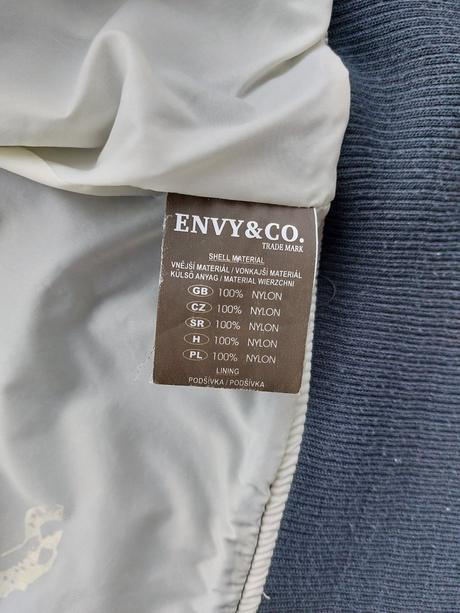 ENVY&CO.
TRADE MARK
SHELL MATERIAL
VNĚJŠÍ MATERIÁL / VONKAJŠÍ MATERIÁL
KÜLSŐ ANYAG / MATERIAL WIERZCHNI
GB 100% NYLON
CZ 100% NYLON
SR 100% NYLON
H 100% NYLON
PL 100% NYLON
LINING
PODŠÍVKA / PODŠÍVKA